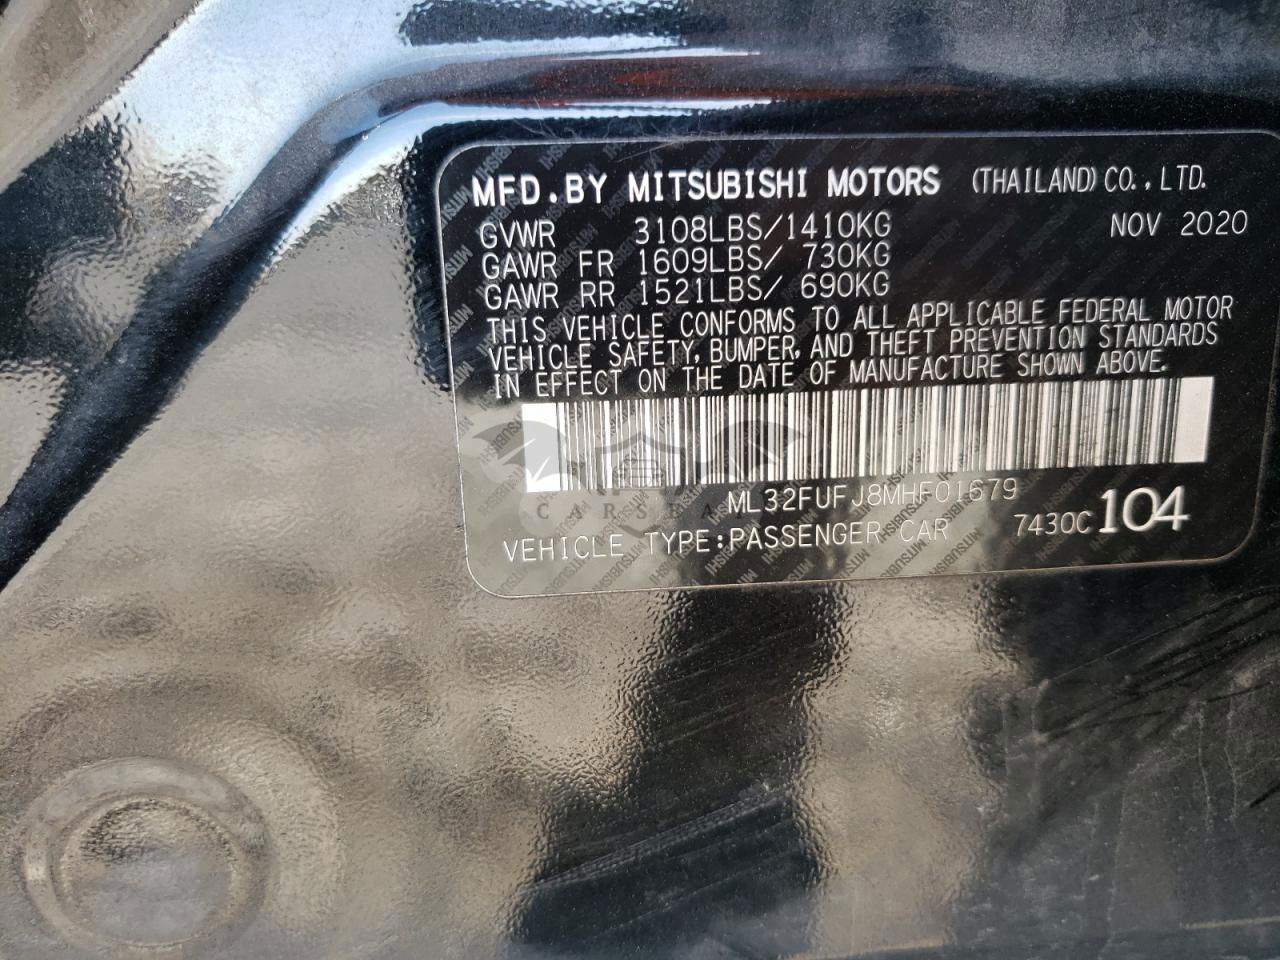 MFD.BY MITSUBISHI MOTORS (THAILAND)CO.,LTD.
GVWR 3108LBS/1410KG NOV 2020
GAWR FR 1609LBS/ 730KG
GAWR RR 1521LBS/ 690KG
THIS VEHICLE CONFORMS TO ALL APPLICABLE FEDERAL MOTOR
VEHICLE SAFETY, BUMPER, AND THEFT PREVENTION STANDARDS
IN EFFECT ON THE DATE OF MANUFACTURE SHOWN ABOVE.
ML32FUFJ8MHF01679
CARSFA
VEHICLE TYPE:PASSENGER CAR 7430C 104